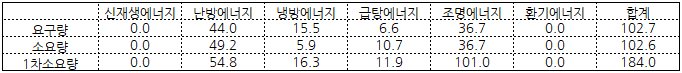 신재생에너지 난방에너지 냉방에너지 급탕에너지 조명에너지 환기에너지 합계
요구량 0.0 44.0 15.5 6.6 36.7 0.0 102.7
소요량 0.0 49.2 5.9 10.7 36.7 0.0 102.6
1차소요량 0.0 54.8 16.3 11.9 101.0 0.0 184.0